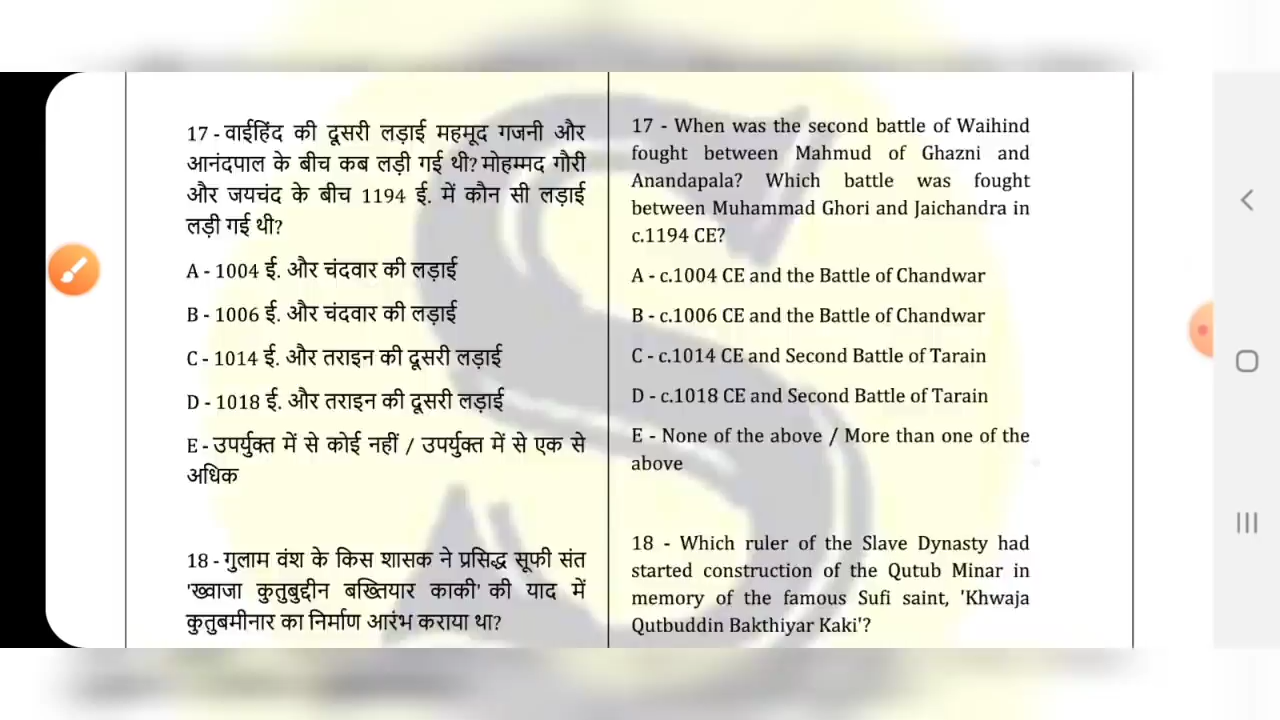 17 - वाईहिंद की दूसरी लड़ाई महमूद गजनी और
आनंदपाल के बीच कब लड़ी गई थी? मोहम्मद गौरी
और जयचंद के बीच 1194 ई. में कौन सी लड़ाई
लड़ी गई थी?
A - 1004 ई. और चंदवार की लड़ाई
B - 1006 ई. और चंदवार की लड़ाई
C - 1014 ई. और तराइन की दूसरी लड़ाई
D - 1018 ई. और तराइन की दूसरी लड़ाई
E - उपर्युक्त में से कोई नहीं / उपर्युक्त में से एक से
अधिक
18 - गुलाम वंश के किस शासक ने प्रसिद्ध सूफी संत
'ख्वाजा कुतुबुद्दीन बख्तियार काकी' की याद में
कुतुबमीनार का निर्माण आरंभ कराया था?
17 - When was the second battle of Waihind
fought between Mahmud of Ghazni and
Anandapala? Which battle was fought
between Muhammad Ghori and Jaichandra in
c.1194 CE?
A - c.1004 CE and the Battle of Chandwar
B - c.1006 CE and the Battle of Chandwar
C - c.1014 CE and Second Battle of Tarain
D - c.1018 CE and Second Battle of Tarain
E - None of the above / More than one of the
above
18 - Which ruler of the Slave Dynasty had
started construction of the Qutub Minar in
memory of the famous Sufi saint, 'Khwaja
Qutbuddin Bakthiyar Kaki'?